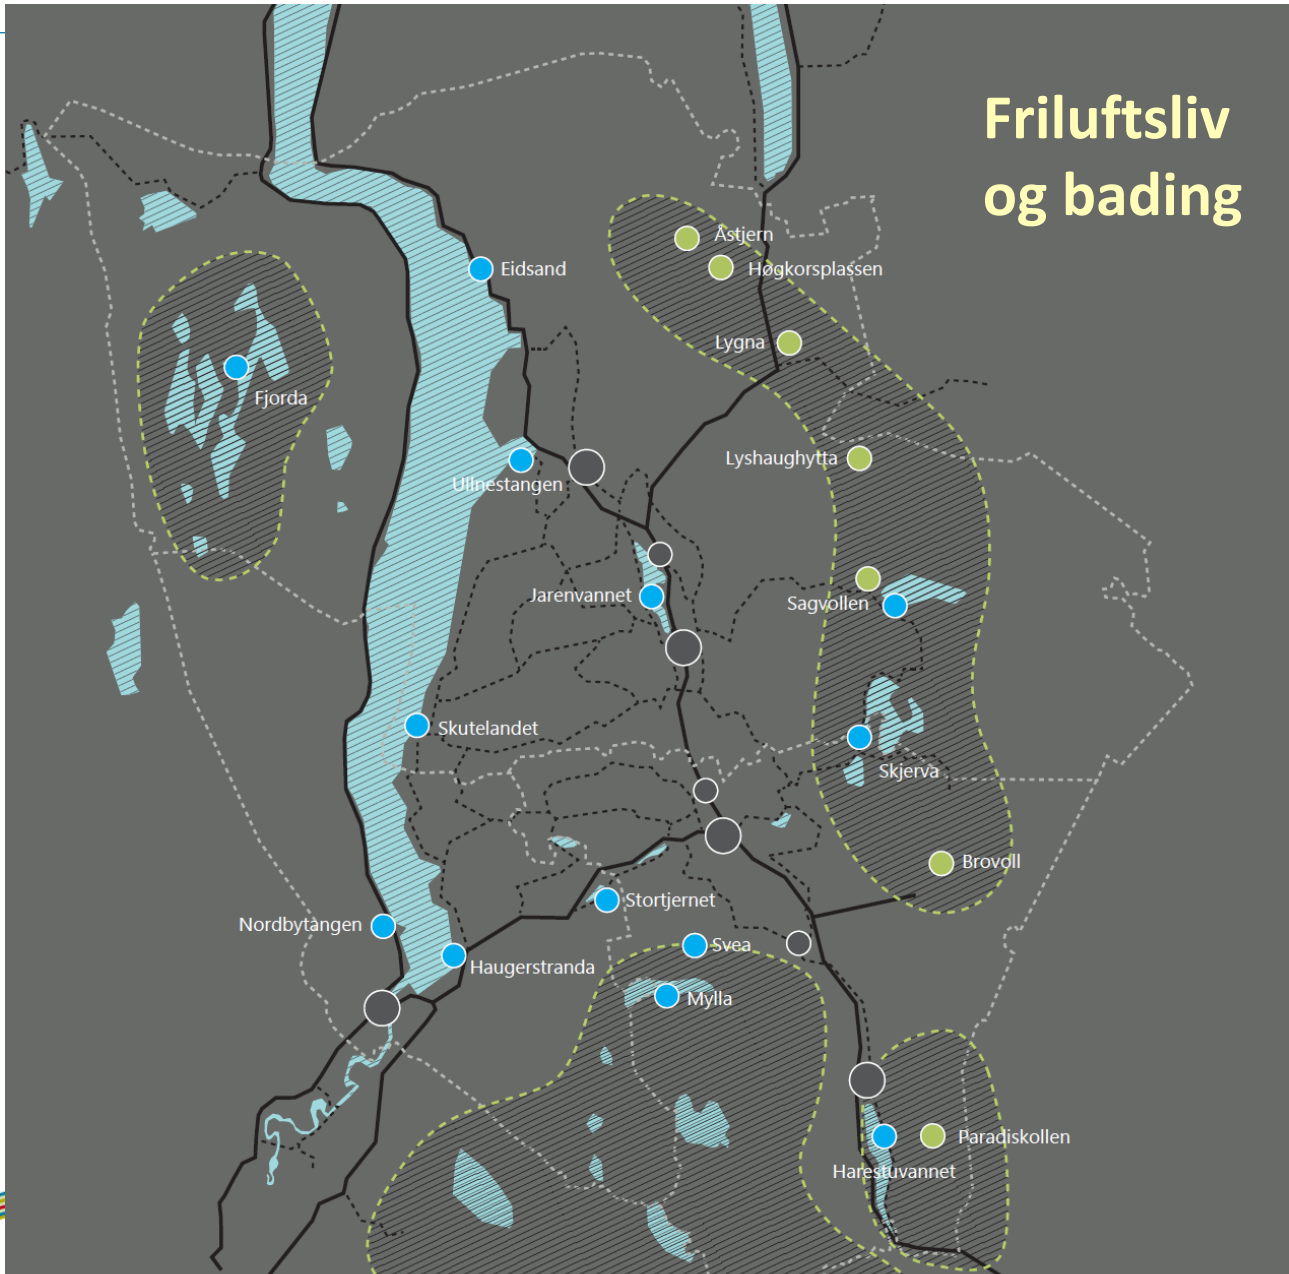 Friluftsliv
og bading
Åstjern
Høgkorsplassen
Eidsand
Lygna
Fjorda
Lyshaughytta
Ullnestangen
Jarenvannet
Sagvollen
Skutelandet
Skjerva
Brovoll
Stortjernet
Nordbytangen
Svea
Haugerstranda
Mylla
Paradiskollen
Harestuvannet